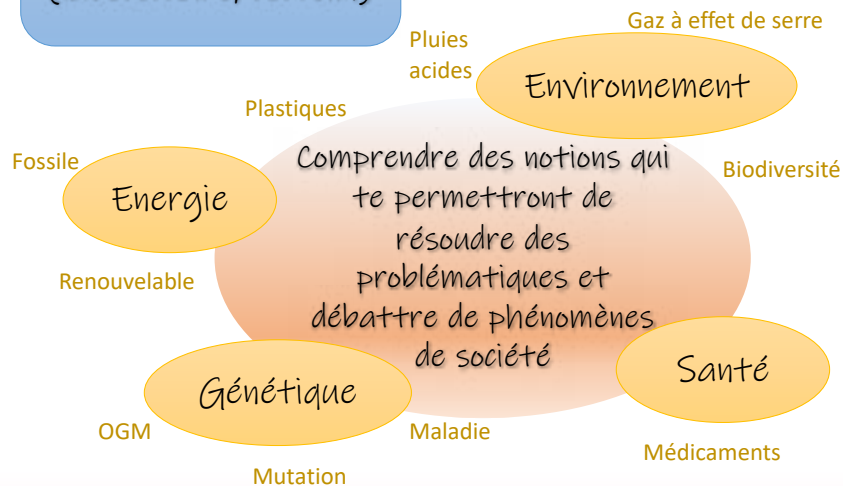 Gaz à effet de serre
Pluies
acides
Environnement
Plastiques
Comprendre des notions qui
te permettront de
résoudre des
problématiques et
débattre de phénomènes
de société
Fossile
Energie
Biodiversité
Renouvelable
Santé
Génétique
OGM
Maladie
Médicaments
Mutation